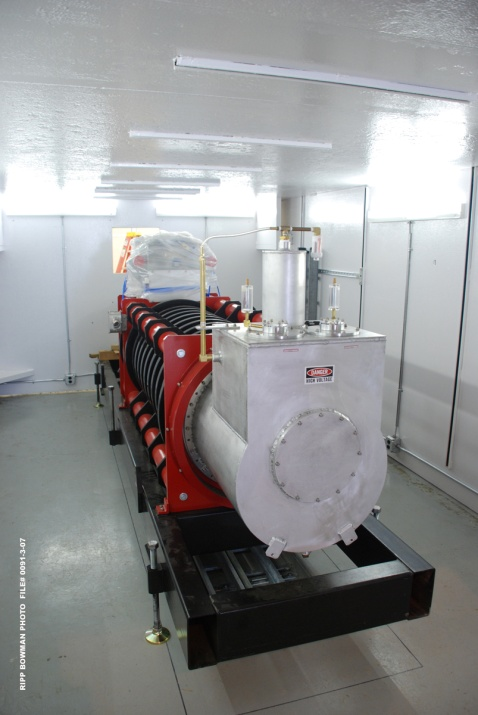 DANGER
HIGH VOLTAGE
RIPP BOWMAN PHOTO FILE# 0091-3-07